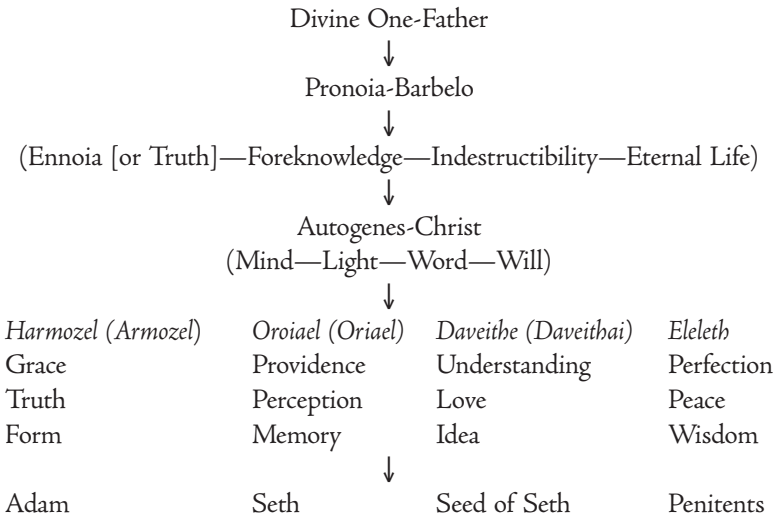 Divine One-Father
↓
Pronoia-Barbelo
↓
(Ennoia [or Truth]—Foreknowledge—Indestructibility—Eternal Life)
↓
Autogenes-Christ
(Mind—Light—Word—Will)
↓
Harmozel (Armozel) Oroiael (Oriael) Daveithe (Daveithai) Eleleth
Grace Providence Understanding Perfection
Truth Perception Love Peace
Form Memory Idea Wisdom
↓
Adam Seth Seed of Seth Penitents